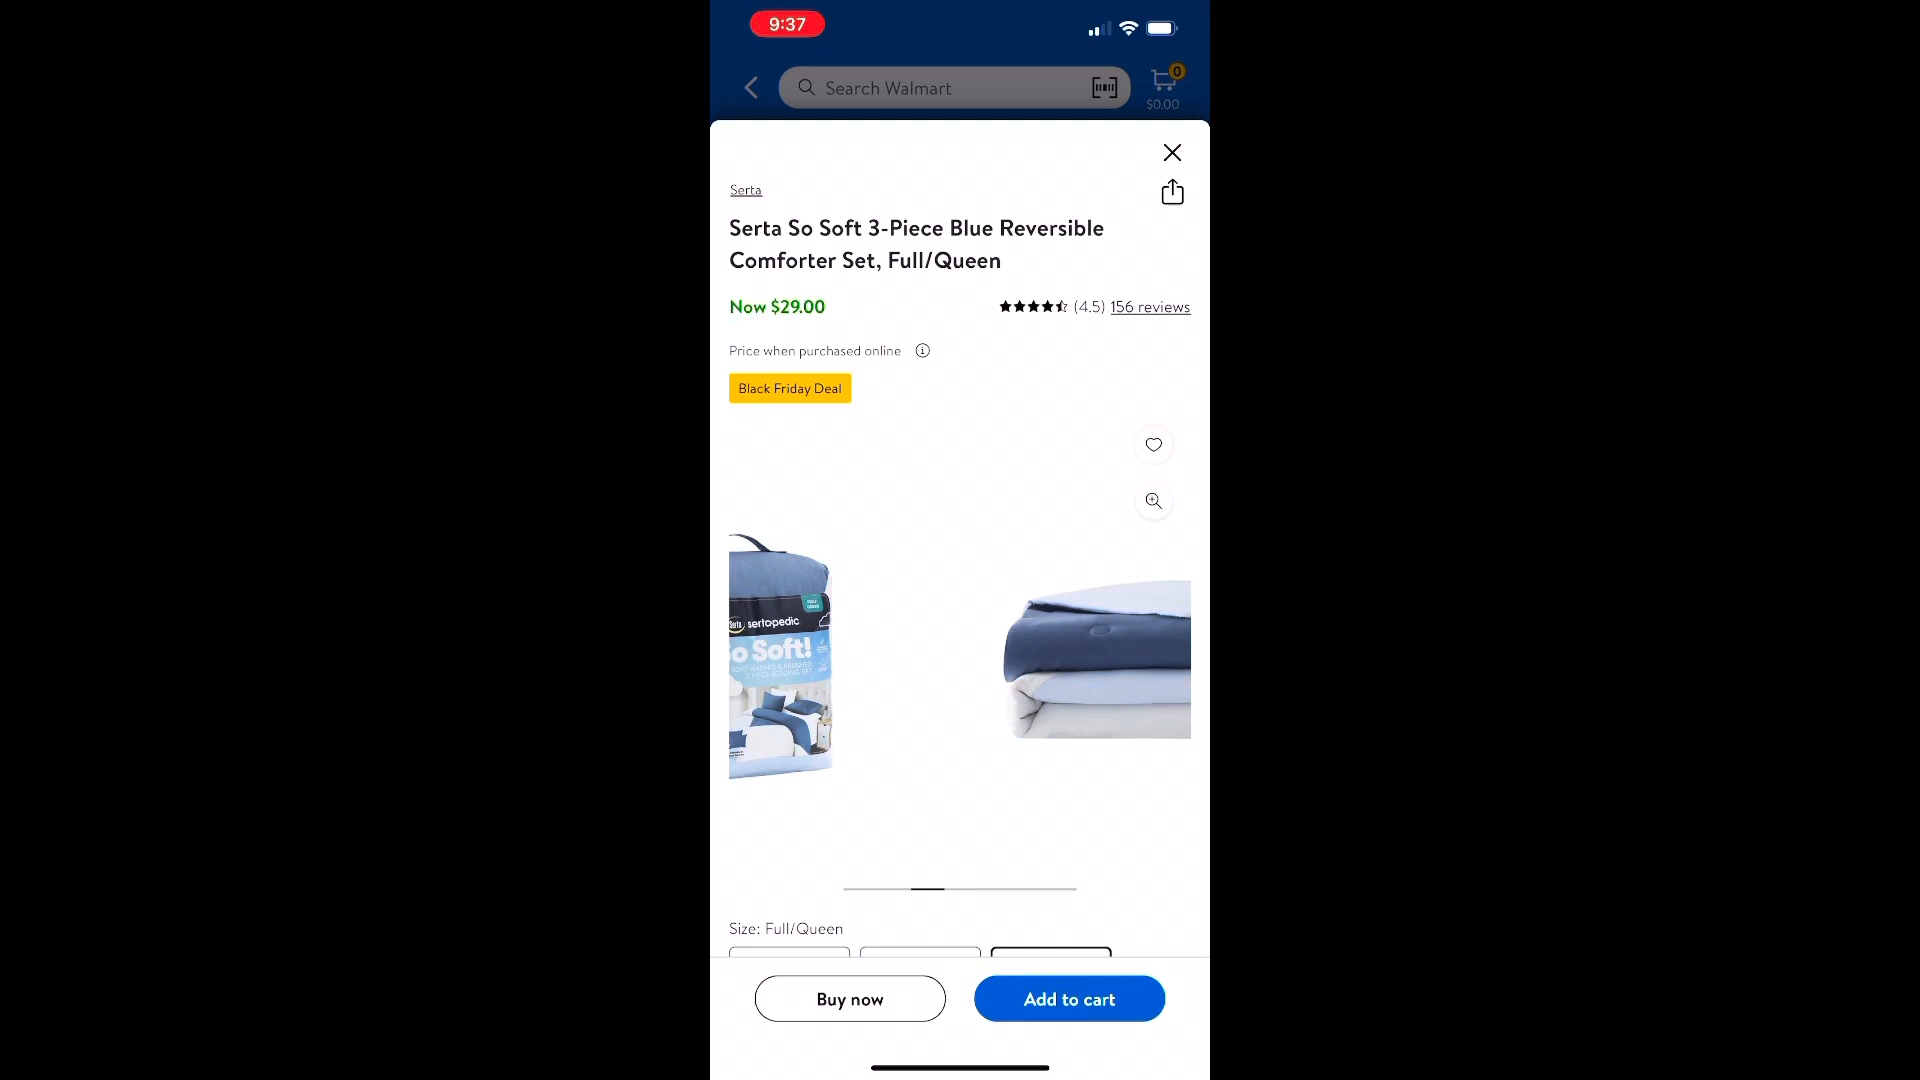 9:37
Search Walmart
0
$0.00
Serta
Serta So Soft 3-Piece Blue Reversible
Comforter Set, Full/Queen
Now $29.00
(4.5) 156 reviews
Price when purchased online
Black Friday Deal
Serta sertapedic
So Soft!
Size: Full/Queen
Buy now
Add to cart